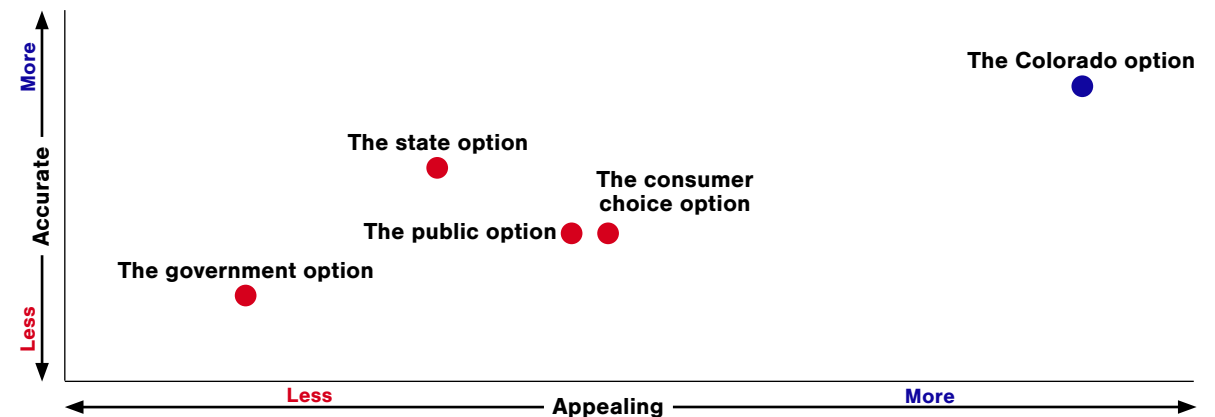 More
The Colorado option
The state option
The consumer
choice option
Accurate
The public option
The government option
Less
Less
More
Appealing